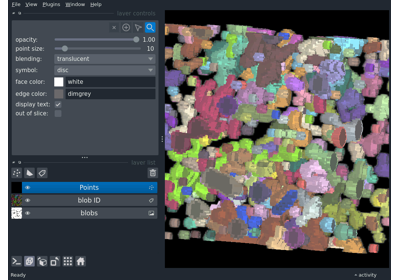 File View Plugins Window Help
layer controls
opacity: 1.00
point size: 10
blending: translucent
symbol: disc
face color: white
edge color: dimgrey
display text:
out of slice:
layer list
Points
blob ID
blobs
Ready
activity